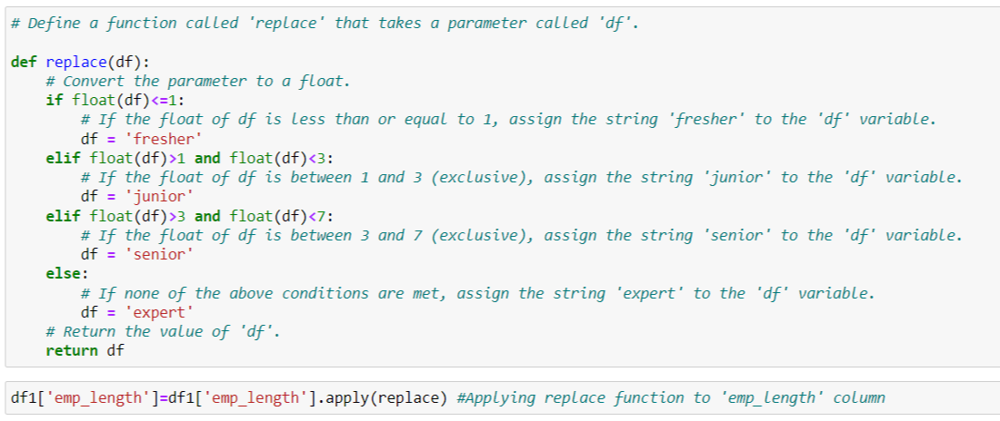 # Define a function called 'replace' that takes a parameter called 'df'.
def replace(df):
    # Convert the parameter to a float.
    if float(df)<=1:
        # If the float of df is less than or equal to 1, assign the string 'fresher' to the 'df' variable.
        df = 'fresher'
    elif float(df)>1 and float(df)<3:
        # If the float of df is between 1 and 3 (exclusive), assign the string 'junior' to the 'df' variable.
        df = 'junior'
    elif float(df)>3 and float(df)<7:
        # If the float of df is between 3 and 7 (exclusive), assign the string 'senior' to the 'df' variable.
        df = 'senior'
    else:
        # If none of the above conditions are met, assign the string 'expert' to the 'df' variable.
        df = 'expert'
    # Return the value of 'df'.
    return df
df1['emp_length']=df1['emp_length'].apply(replace) #Applying replace function to 'emp_length' column